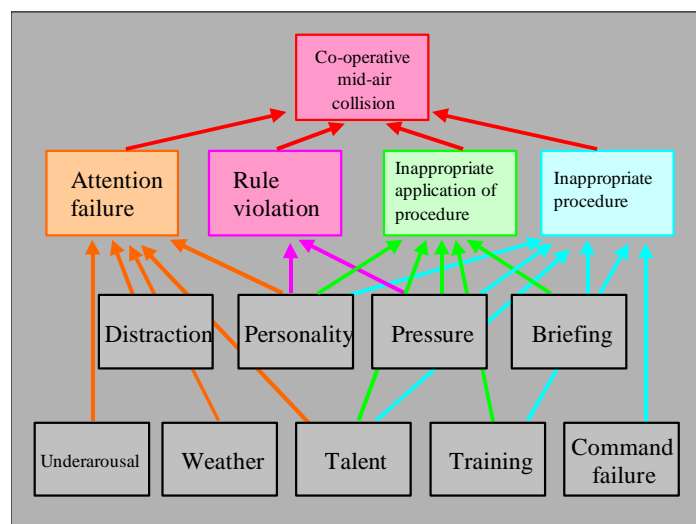 Co-operative
mid-air
collision
Attention
failure
Rule
violation
Inappropriate
application of
procedure
Inappropriate
procedure
Distraction
Personality
Pressure
Briefing
Underarousal
Weather
Talent
Training
Command
failure